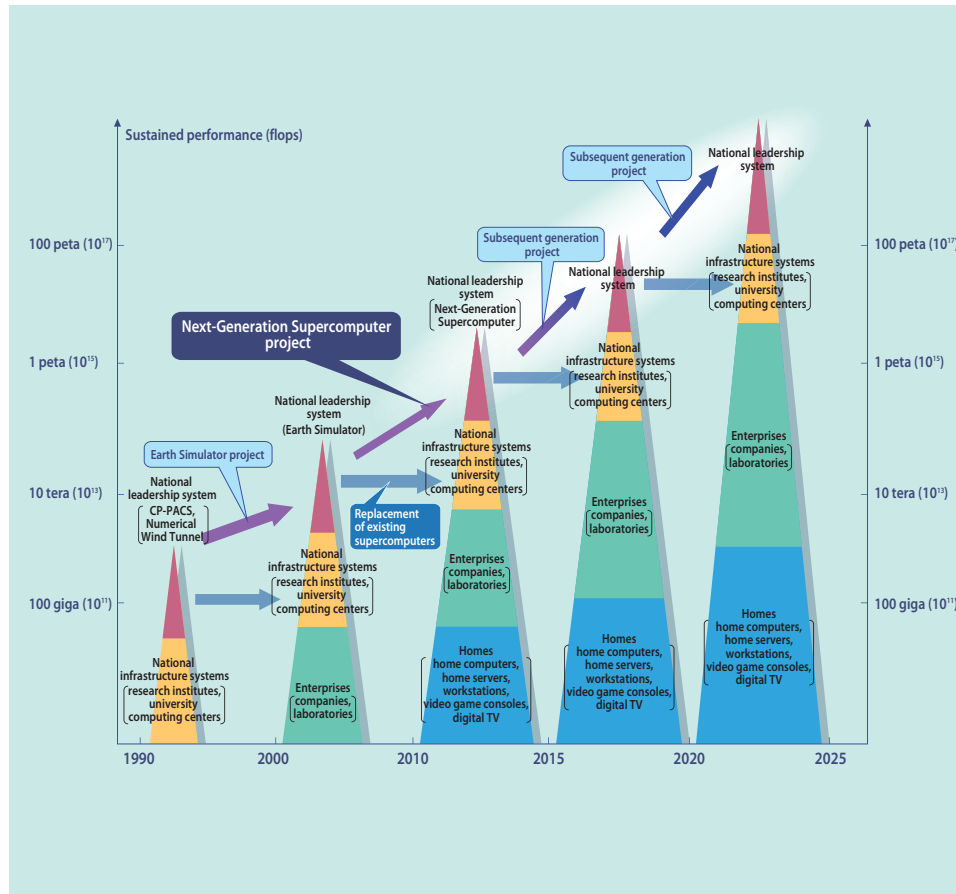 Sustained performance (flops)
100 peta (10¹⁷)
1 peta (10¹⁵)
10 tera (10¹³)
100 giga (10¹¹)
Earth Simulator project
National
leadership system
CP-PACS,
Numerical
Wind Tunnel
National
infrastructure systems
research institutes,
university
computing centers
National leadership
system
(Earth Simulator)
National
infrastructure systems
research institutes,
university
computing centers
Enterprises
companies,
laboratories
Next-Generation Supercomputer
project
Replacement
of existing
supercomputers
National
leadership
system
Next-Generation
Supercomputer
National
infrastructure systems
research institutes,
university
computing centers
Enterprises
companies,
laboratories
Homes
home computers,
home servers,
workstations,
video game consoles,
digital TV
Subsequent generation
project
National leadership
system
National
infrastructure systems
research institutes,
university
computing centers
Enterprises
companies,
laboratories
Homes
home computers,
home servers,
workstations,
video game consoles,
digital TV
Subsequent generation
project
National leadership
system
National
infrastructure systems
research institutes,
university
computing centers
Enterprises
companies,
laboratories
Homes
home computers,
home servers,
workstations,
video game consoles,
digital TV
100 peta (10¹⁷)
1 peta (10¹⁵)
10 tera (10¹³)
100 giga (10¹¹)
1990
2000
2010
2015
2020
2025